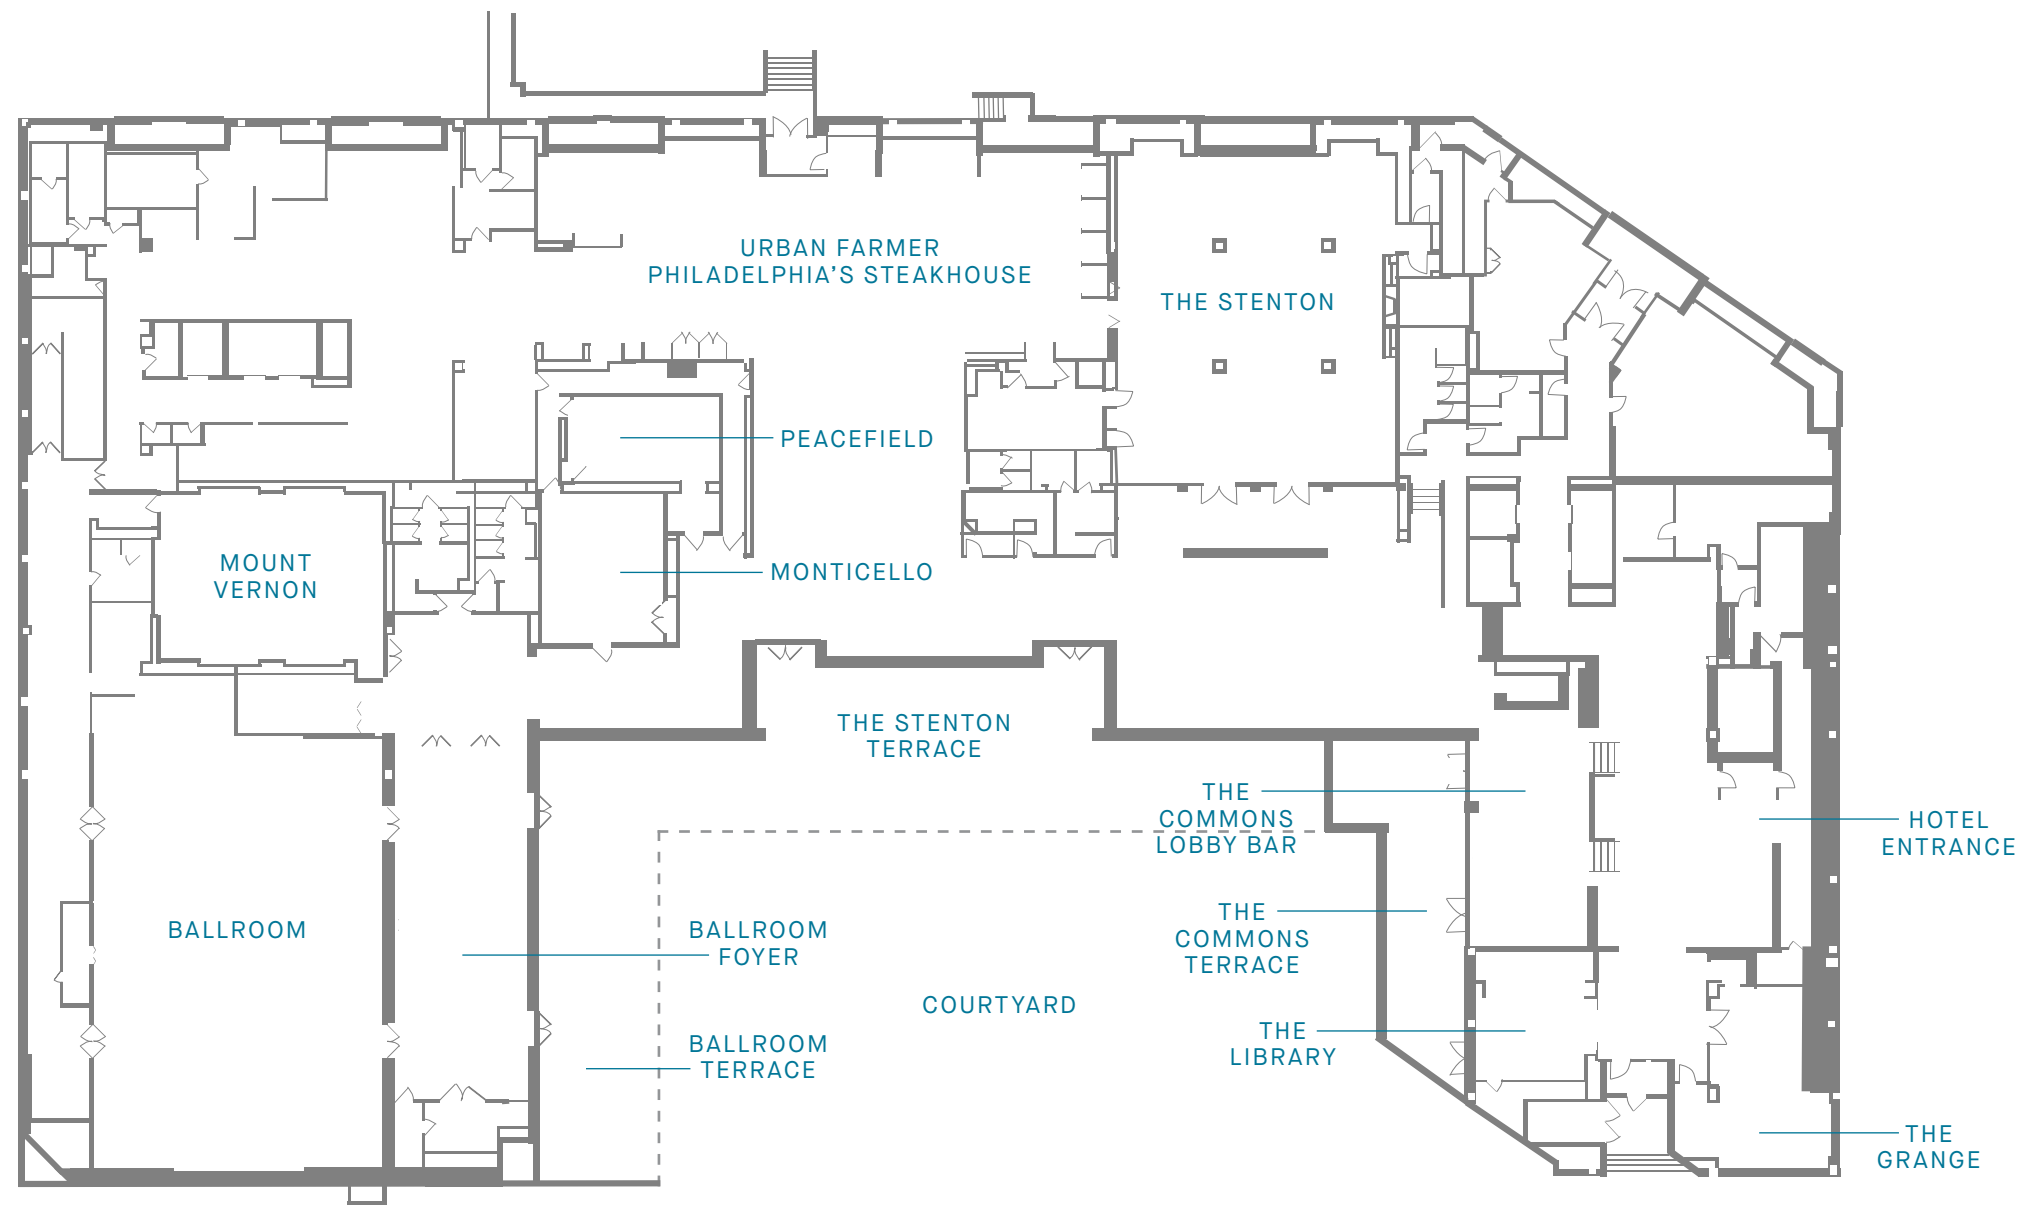 URBAN FARMER
PHILADELPHIA’S STEAKHOUSE
THE STENTON
PEACEFIELD
MOUNT
VERNON
MONTICELLO
THE STENTON
TERRACE
THE
COMMONS
LOBBY BAR
HOTEL
ENTRANCE
BALLROOM
BALLROOM
FOYER
THE
COMMONS
TERRACE
COURTYARD
THE
LIBRARY
BALLROOM
TERRACE
THE
GRANGE